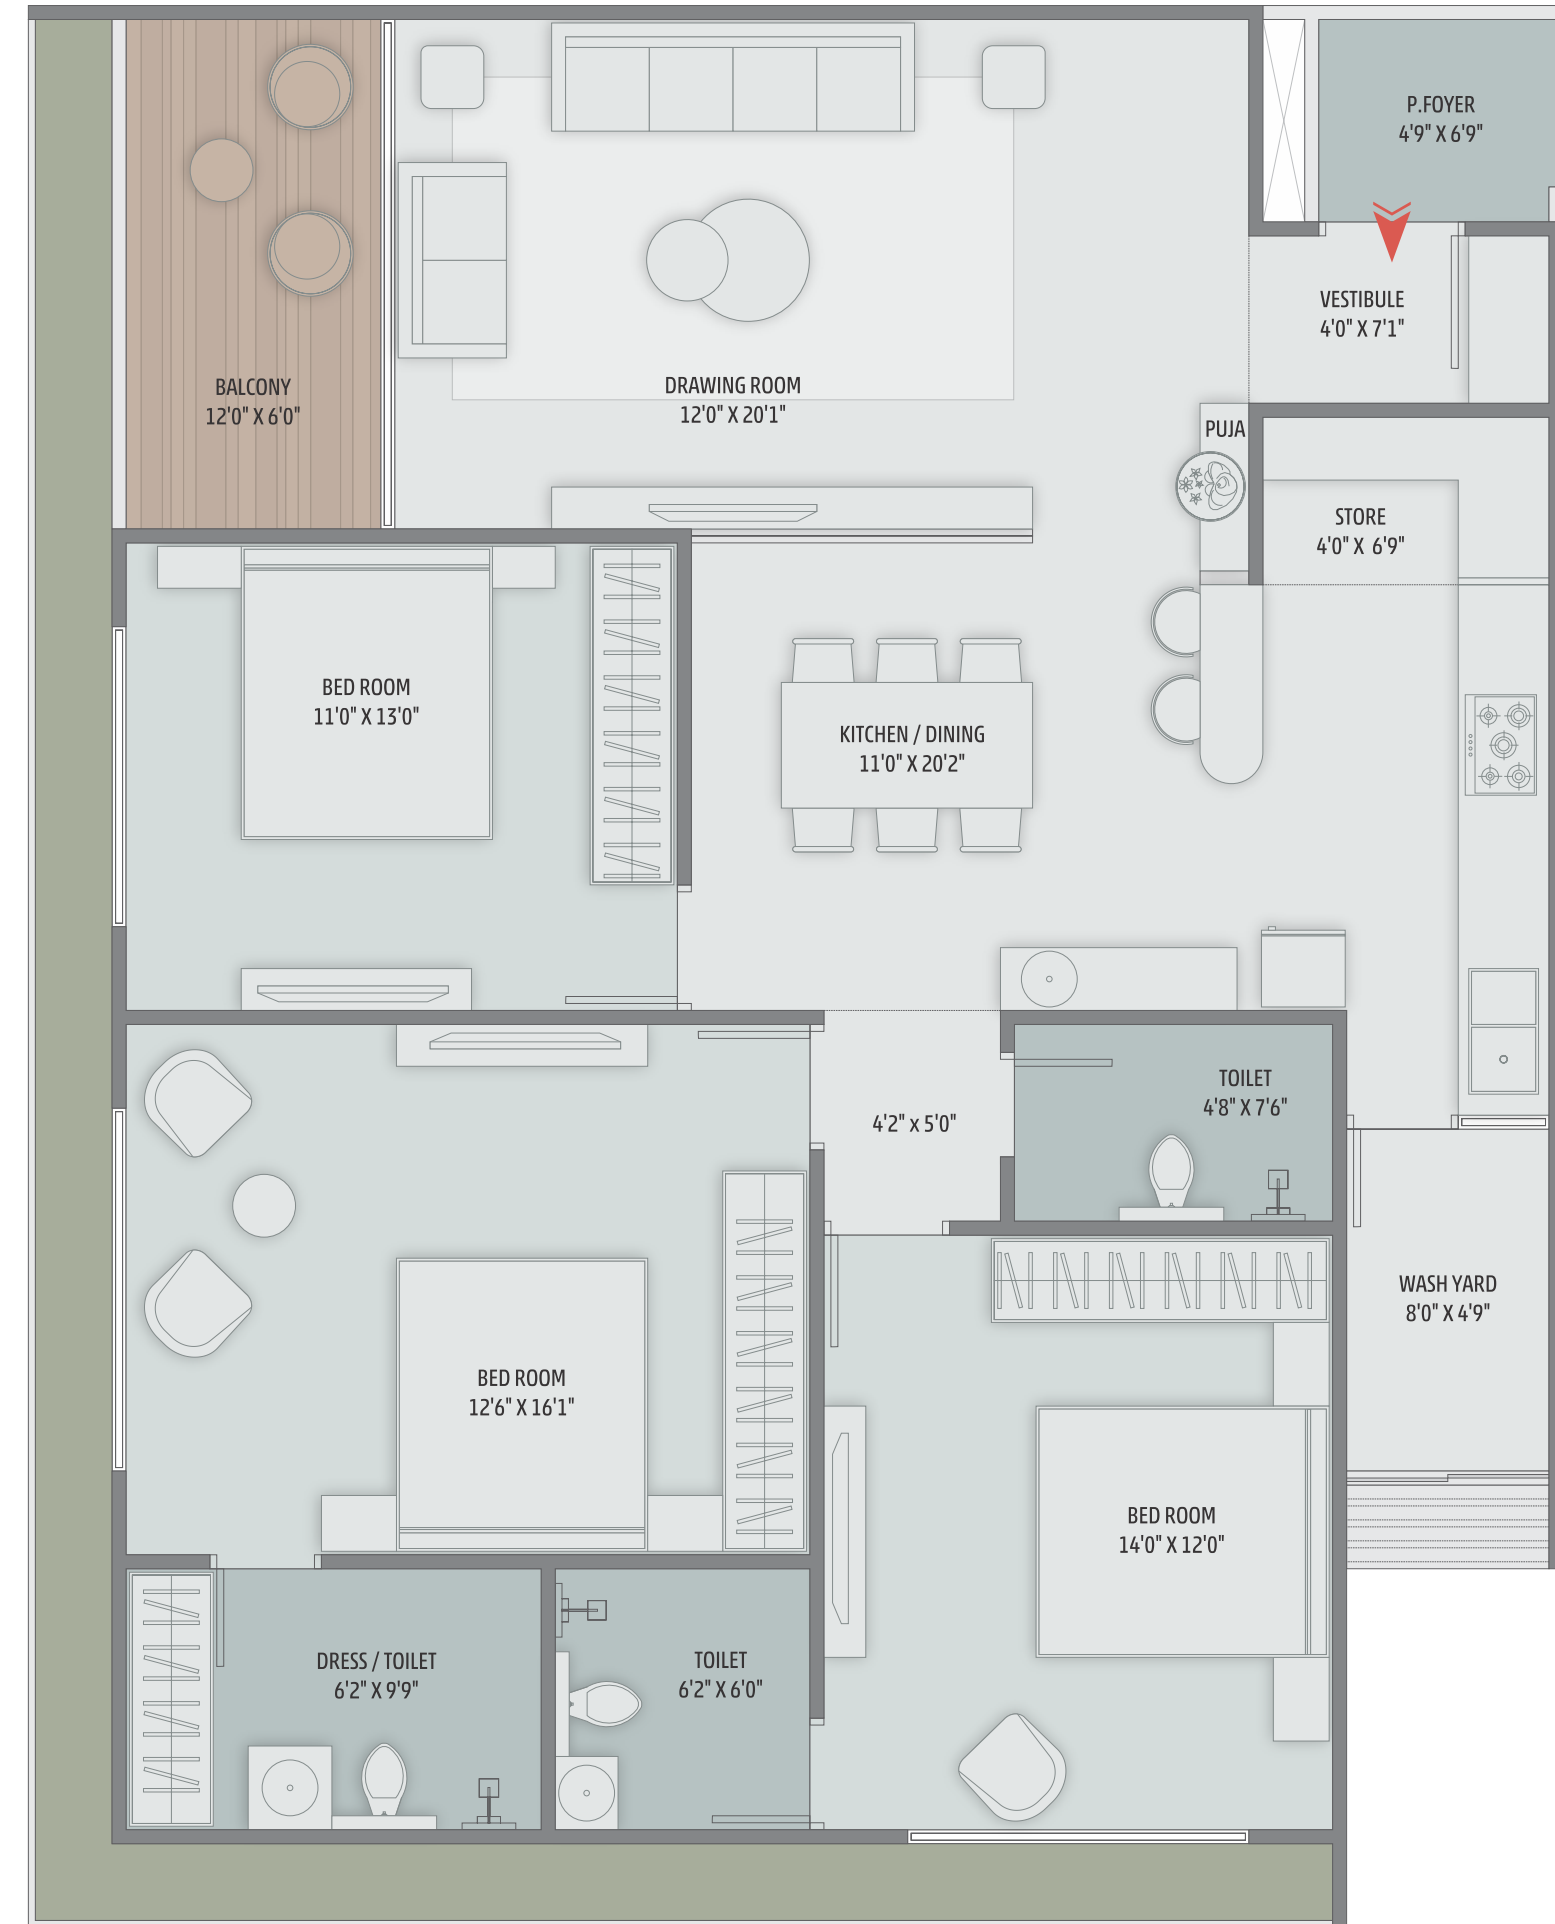 P.FOYER
4'9" X 6'9"
VESTIBULE
4'0" X 7'1"
BALCONY
12'0" X 6'0"
DRAWING ROOM
12'0" X 20'1"
PUJA
STORE
4'0" X 6'9"
BED ROOM
11'0" X 13'0"
KITCHEN / DINING
11'0" X 20'2"
TOILET
4'8" X 7'6"
4'2" x 5'0"
WASH YARD
8'0" X 4'9"
BED ROOM
12'6" X 16'1"
BED ROOM
14'0" X 12'0"
DRESS / TOILET
6'2" X 9'9"
TOILET
6'2" X 6'0"